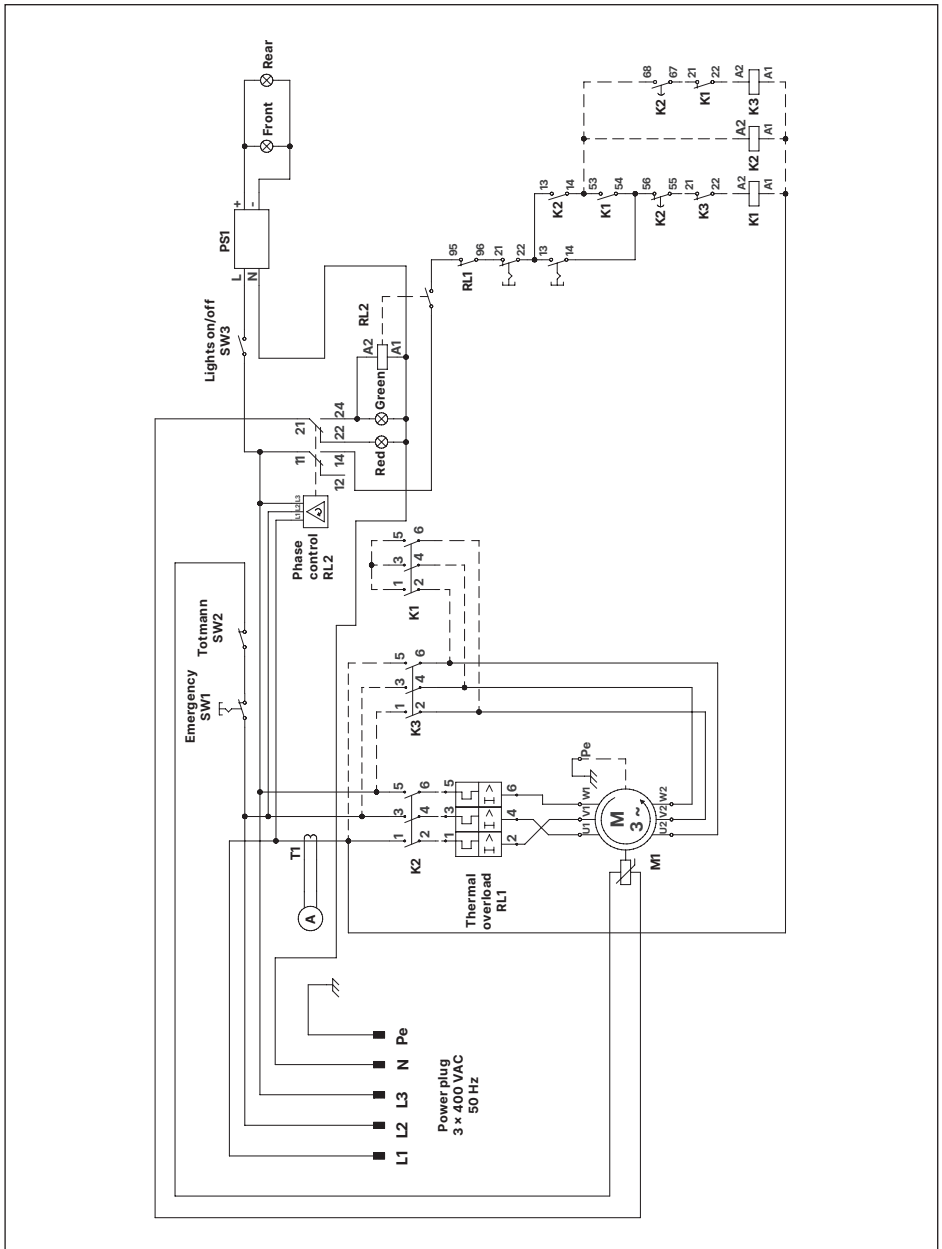 L1
L2
L3
N
Pe
Power plug
3 × 400 VAC
50 Hz
A
T1
Emergency
SW1
Totmann
SW2
Phase
control
RL2
L1 L2 L3
11
12 14
21
22 24
Red
Green
A2
A1
RL2
Lights on/off
SW3
L
N
PS1
+
-
Front
Rear
K2
1 3 5
2 4 6
Thermal
overload
RL1
1 3 5
I> I> I>
2 4 6
K3
1 3 5
2 4 6
K1
1 3 5
2 4 6
U1 V1 W1
Pe
M
3 ~
U2 V2 W2
M1
RL1
95
96
21
22
13
14
K2
13
14
K1
53
54
K2
56
55
K3
21
22
K1
A2
A1
K2
A2
A1
K2
68
67
K1
21
22
K3
A2
A1